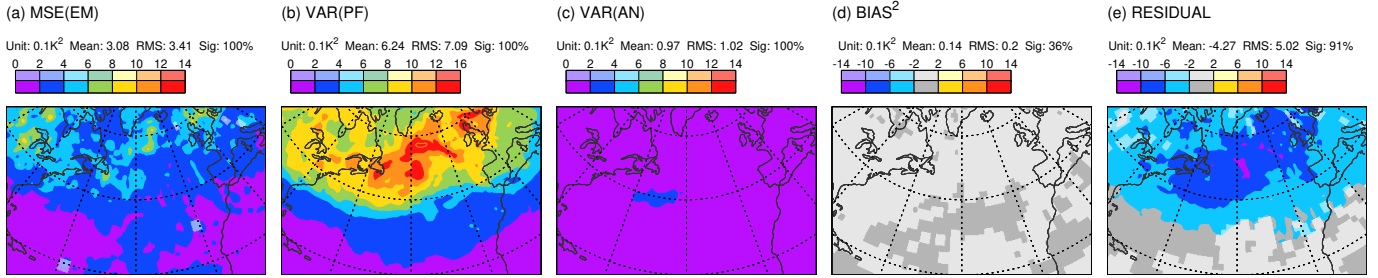 (a) MSE(EM)
Unit: 0.1K² Mean: 3.08 RMS: 3.41 Sig: 100%
0 2 4 6 8 10 12 14
(b) VAR(PF)
Unit: 0.1K² Mean: 6.24 RMS: 7.09 Sig: 100%
0 2 4 6 8 10 12 14 16
(c) VAR(AN)
Unit: 0.1K² Mean: 0.97 RMS: 1.02 Sig: 100%
0 2 4 6 8 10 12 14
(d) BIAS²
Unit: 0.1K² Mean: 0.14 RMS: 0.2 Sig: 36%
-14 -10 -6 -2 2 6 10 14
(e) RESIDUAL
Unit: 0.1K² Mean: -4.27 RMS: 5.02 Sig: 91%
-14 -10 -6 -2 2 6 10 14